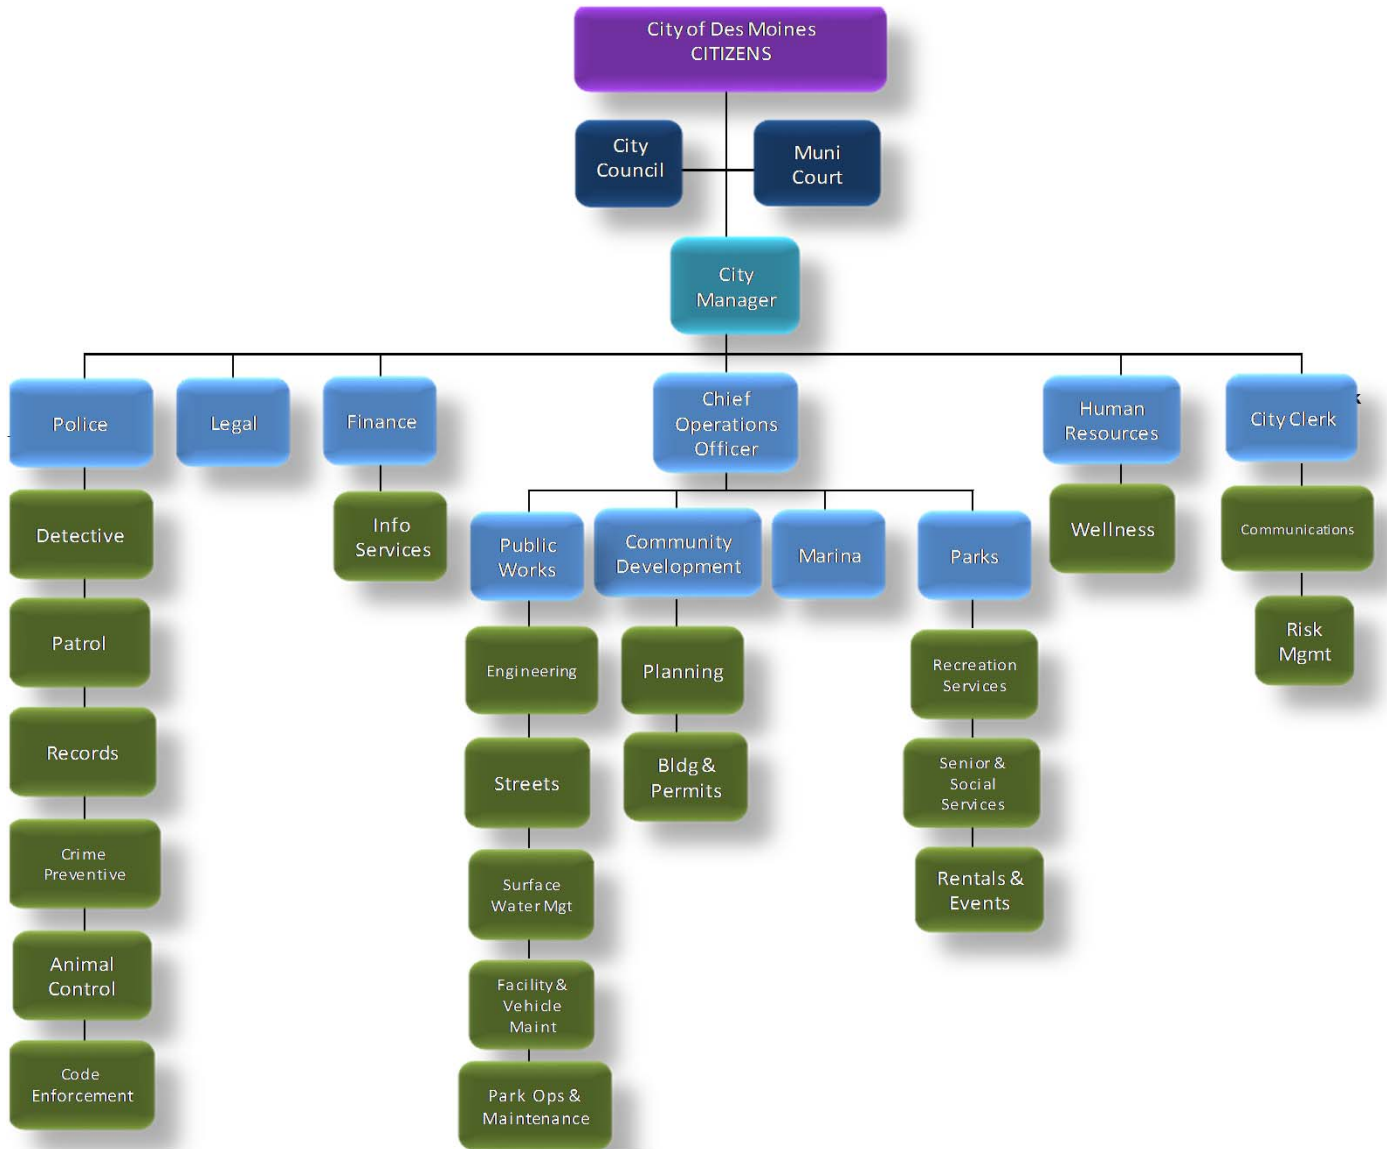 City of Des Moines
CITIZENS
City
Council
Muni
Court
City
Manager
Police
Legal
Finance
Chief
Operations
Officer
Human
Resources
City Clerk
k
Detective
Info
Services
Public
Works
Community
Development
Marina
Parks
Wellness
Communications
Patrol
Engineering
Planning
Recreation
Services
Risk
Mgmt
Records
Streets
Bldg &
Permits
Senior &
Social
Services
Crime
Preventive
Surface
Water Mgt
Rentals &
Events
Animal
Control
Facility &
Vehicle
Maint
Code
Enforcement
Park Ops &
Maintenance